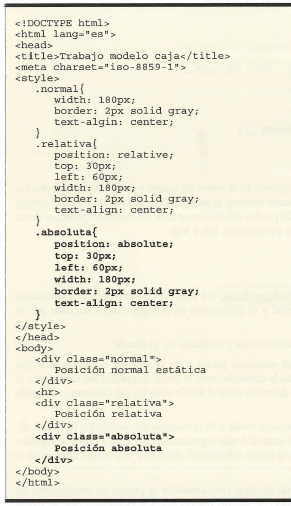 <!DOCTYPE html>
<html lang="es">
<head>
<title>Trabajo modelo caja</title>
<meta charset="iso-8859-1">
<style>
.normal{
width: 180px;
border: 2px solid gray;
text-algin: center;
}
.relativa{
position: relative;
top: 30px;
left: 60px;
width: 180px;
border: 2px solid gray;
text-align: center;
}
.absoluta{
position: absolute;
top: 30px;
left: 60px;
width: 180px;
border: 2px solid gray;
text-align: center;
}
</style>
</head>
<body>
<div class="normal">
Posición normal estática
</div>
<hr>
<div class="relativa">
Posición relativa
</div>
<div class="absoluta">
Posición absoluta
</div>
</body>
</html>